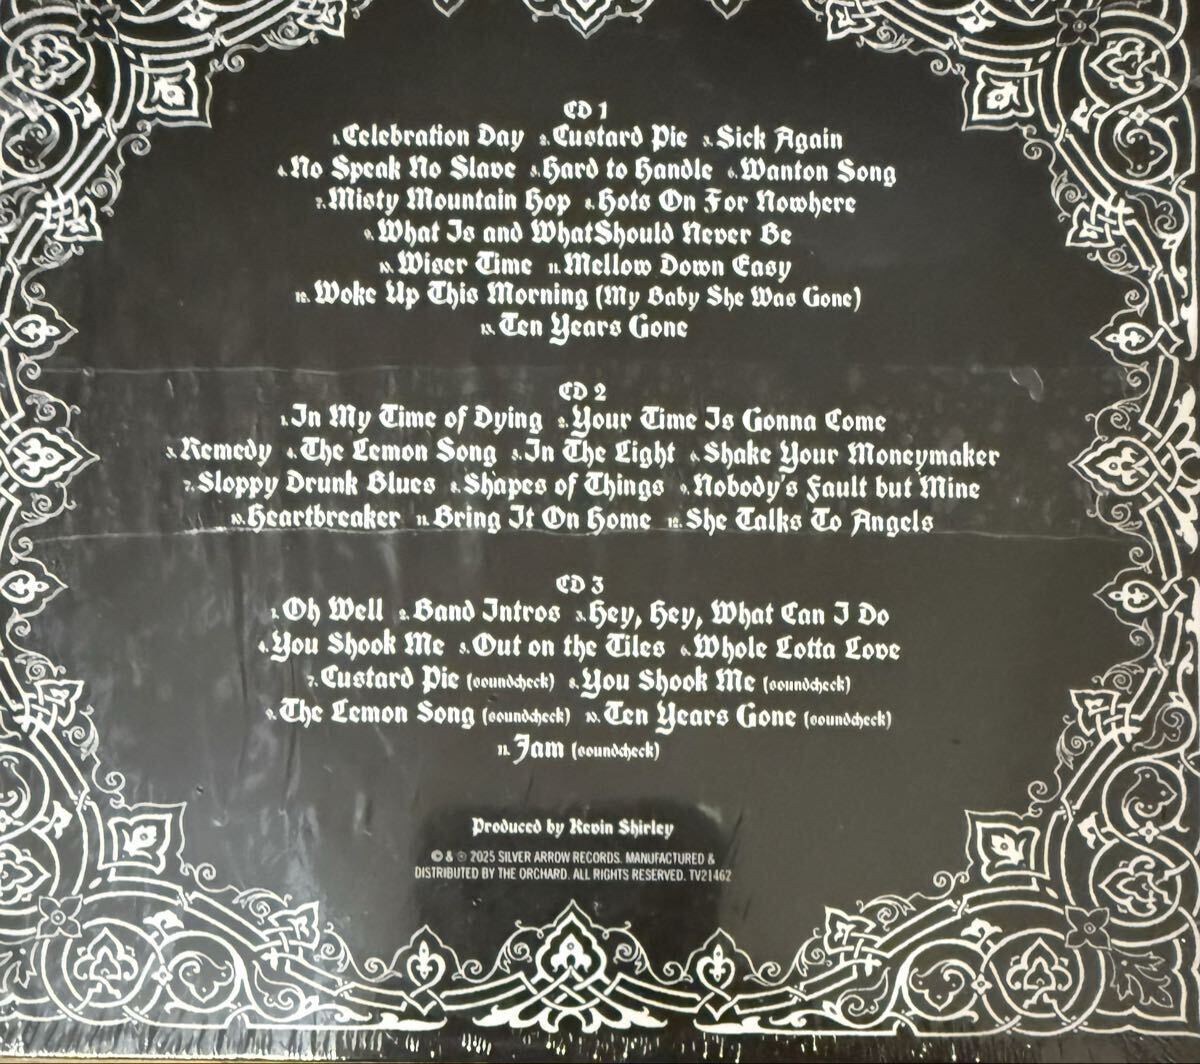 CD 1
1. Celebration Day 2. Custard Pie 3. Sick Again
4. No Speak No Slave 5. Hard to Handle 6. Wanton Song
7. Misty Mountain Hop 8. Hots On For Nowhere
9. What Is and WhatShould Never Be
10. Wiser Time 11. Mellow Down Easy
12. Woke Up This Morning (My Baby She Was Gone)
13. Ten Years Gone
CD 2
1. In My Time of Dying 2. Your Time Is Gonna Come
3. Remedy 4. The Lemon Song 5. In The Light 6. Shake Your Moneymaker
7. Sloppy Drunk Blues 8. Shapes of Things 9. Nobody's Fault but Mine
10. Heartbreaker 11. Bring It On Home 12. She Talks To Angels
CD 3
1. Oh Well 2. Band Intros 3. Hey, Hey, What Can I Do
4. You Shook Me 5. Out on the Tiles 6. Whole Lotta Love
7. Custard Pie (soundcheck) 8. You Shook Me (soundcheck)
9. The Lemon Song (soundcheck) 10. Ten Years Gone (soundcheck)
11. Jam (soundcheck)
Produced by Kevin Shirley
© & ℗ 2025 SILVER ARROW RECORDS. MANUFACTURED &
DISTRIBUTED BY THE ORCHARD. ALL RIGHTS RESERVED. TV21462